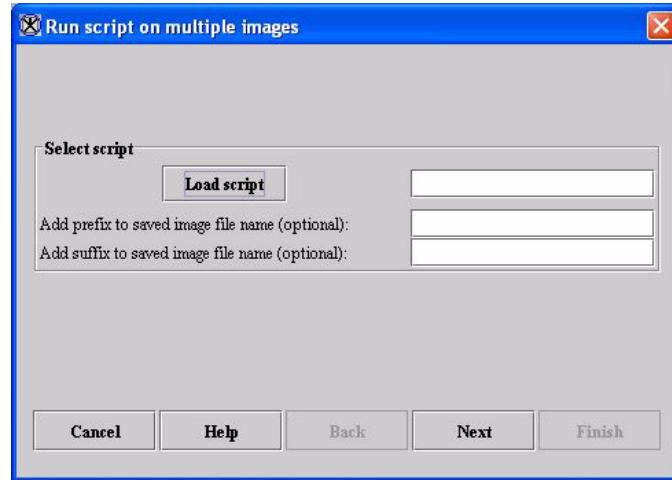 Run script on multiple images
Select script
Load script
Add prefix to saved image file name (optional):
Add suffix to saved image file name (optional):
Cancel Help Back Next Finish